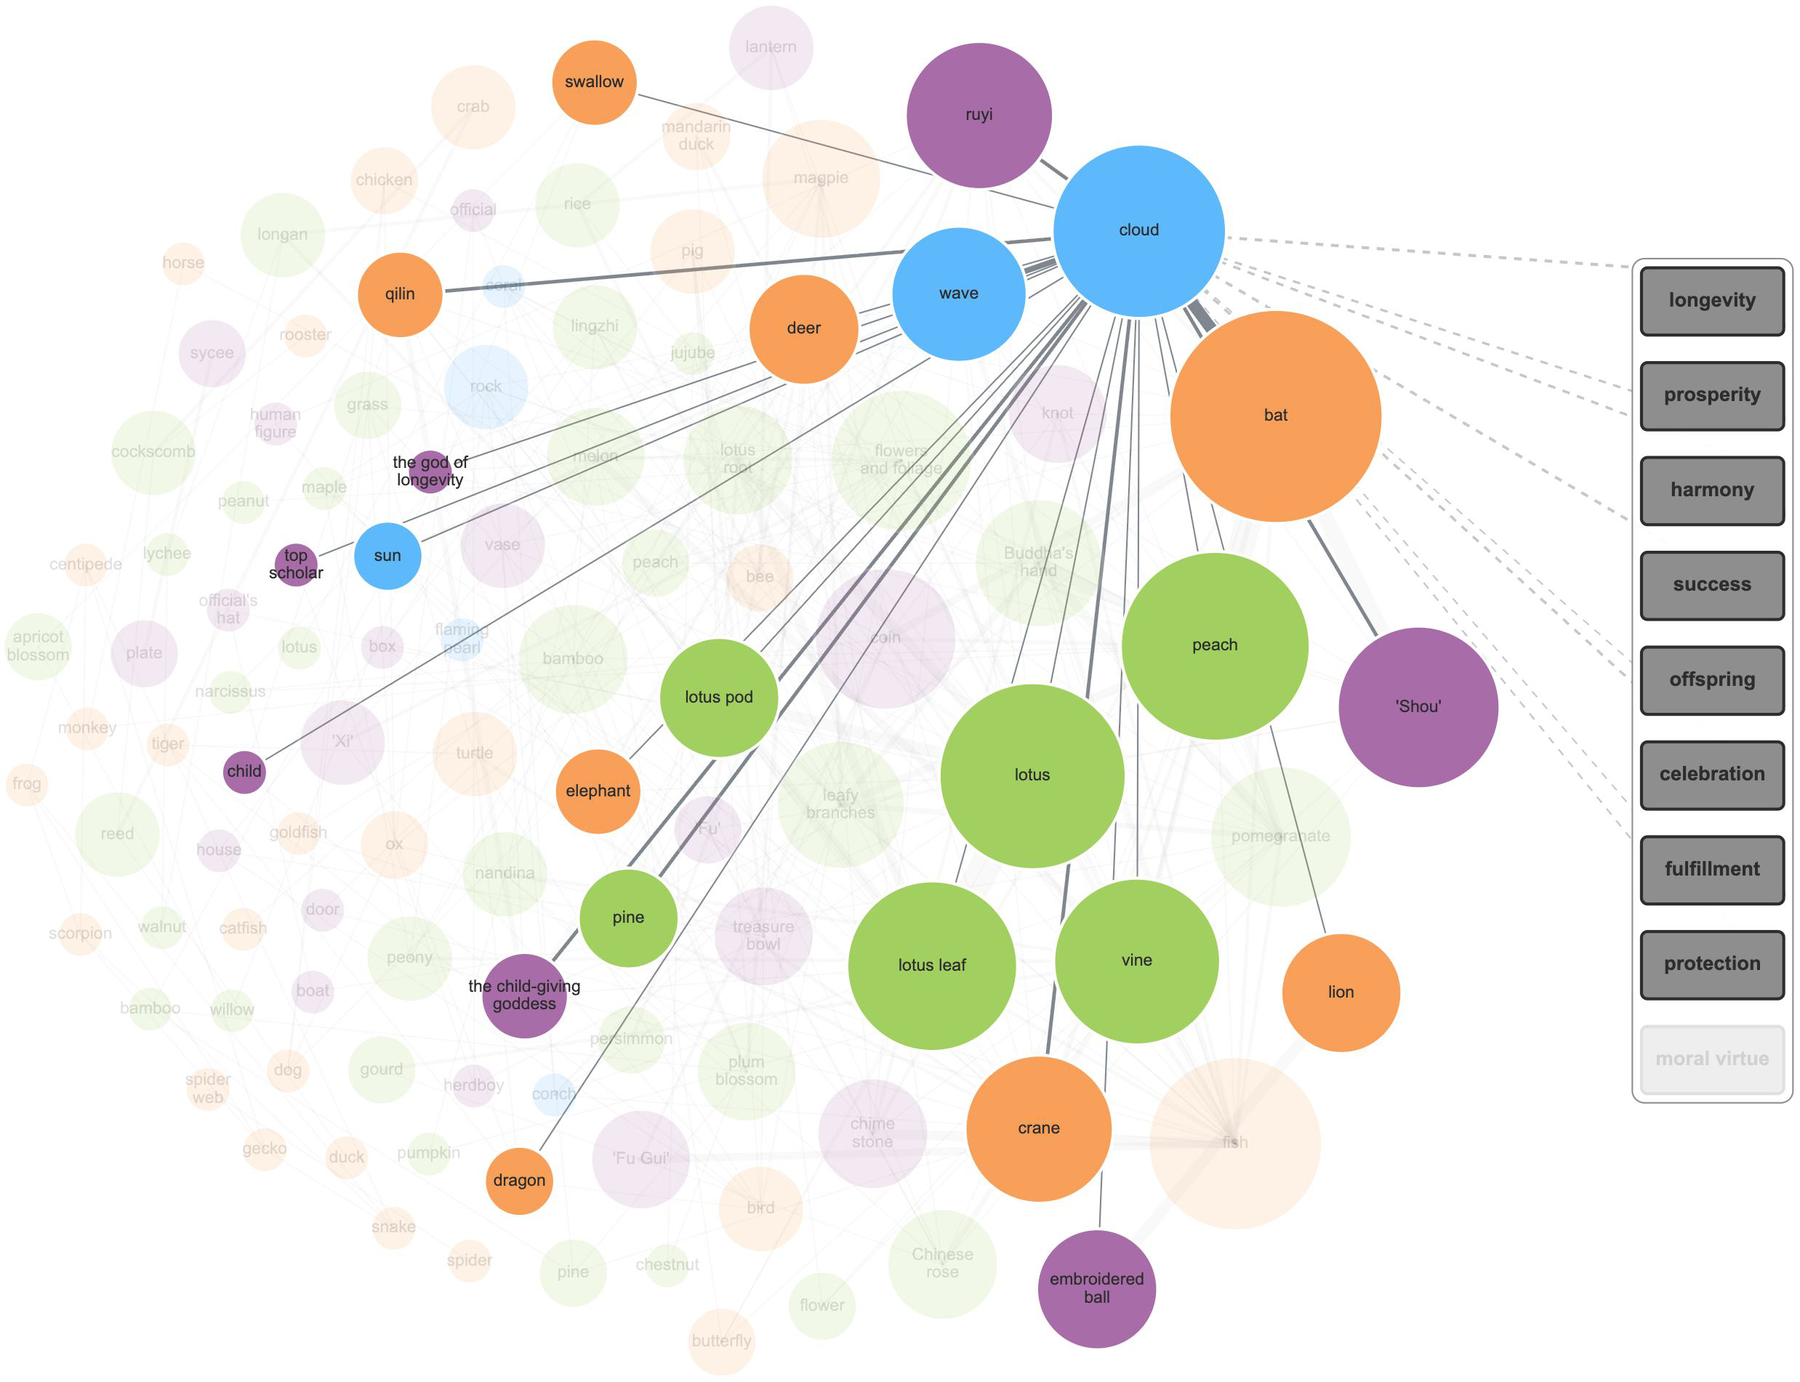 lantern
swallow
crab
ruyi
mandarin
duck
magpie
chicken
rice
official
longan
cloud
pig
horse
coral
qilin
wave
longevity
deer
lingzhi
rooster
sycee
jujube
rock
prosperity
grass
human
figure
knot
bat
cockscomb
lotus
root
flowers
and foliage
melon
the god of
longevity
harmony
maple
peanut
vase
lychee
sun
top
scholar
centipede
peach
bee
Buddha's
hand
success
official's
hat
flaming
pearl
coin
apricot
blossom
plate
lotus
box
bamboo
peach
offspring
narcissus
lotus pod
'Shou'
monkey
tiger
'Xi'
turtle
child
lotus
celebration
frog
elephant
leafy
branches
reed
goldfish
'Fu'
pomegranate
house
ox
nandina
fulfillment
door
pine
scorpion
walnut
catfish
treasure
bowl
peony
lotus leaf
vine
protection
boat
the child-giving
goddess
lion
bamboo
willow
persimmon
moral virtue
gourd
dog
plum
blossom
spider
web
herdboy
conch
chime
stone
crane
fish
gecko
duck
pumpkin
'Fu Gui'
dragon
bird
snake
spider
pine
chestnut
Chinese
rose
embroidered
ball
flower
butterfly